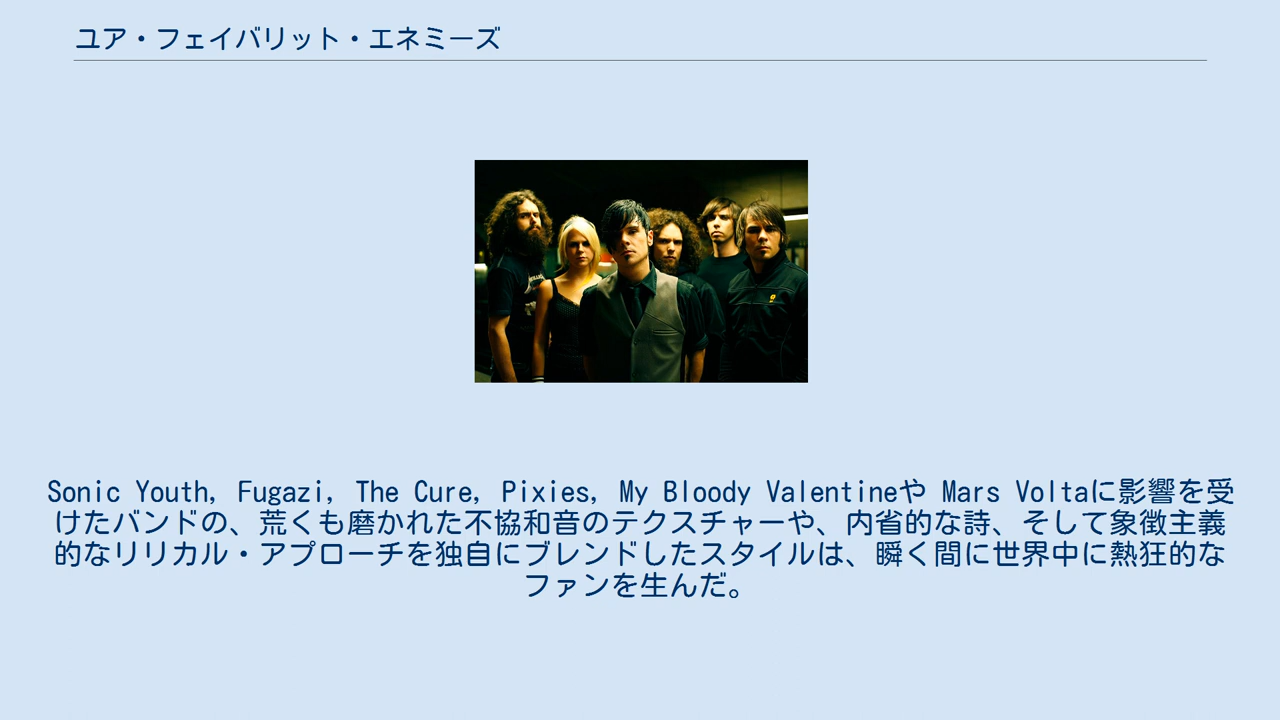 ユア・フェイバリット・エネミーズ
Sonic Youth, Fugazi, The Cure, Pixies, My Bloody Valentineや Mars Voltaに影響を受
けたバンドの、荒くも磨かれた不協和音のテクスチャーや、内省的な詩、そして象徴主義
的なリリカル・アプローチを独自にブレンドしたスタイルは、瞬く間に世界中に熱狂的な
ファンを生んだ。